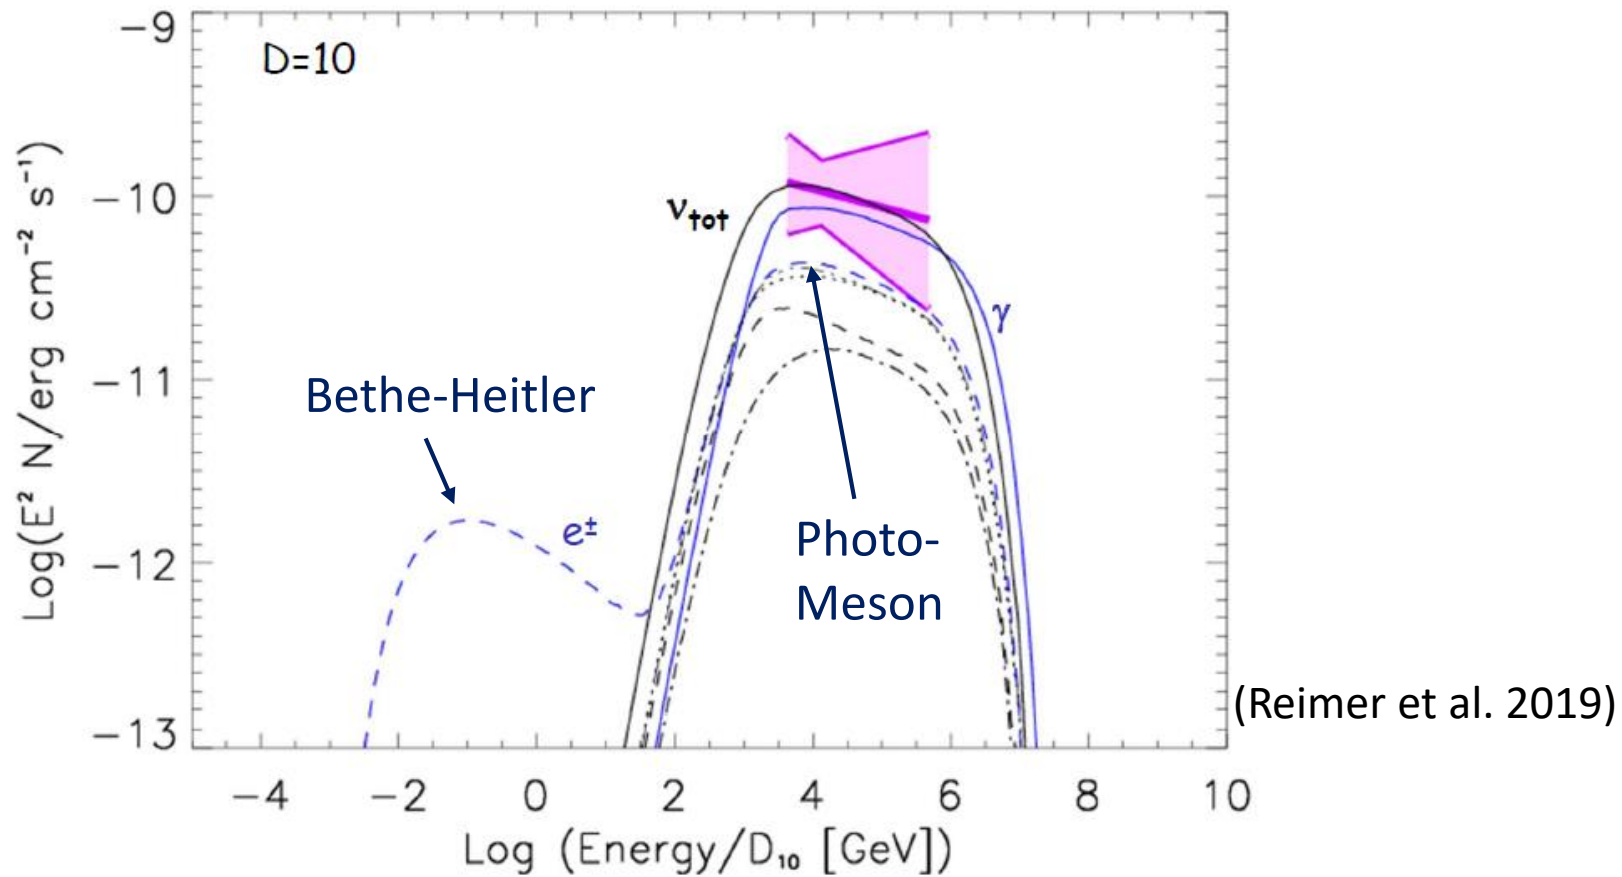 D=10
−9
−10
−11
−12
−13
Log(E² N/erg cm⁻² s⁻¹)
ν_tot
γ
Bethe-Heitler
e±
Photo-
Meson
(Reimer et al. 2019)
−4 −2 0 2 4 6 8 10
Log (Energy/D₁₀ [GeV])